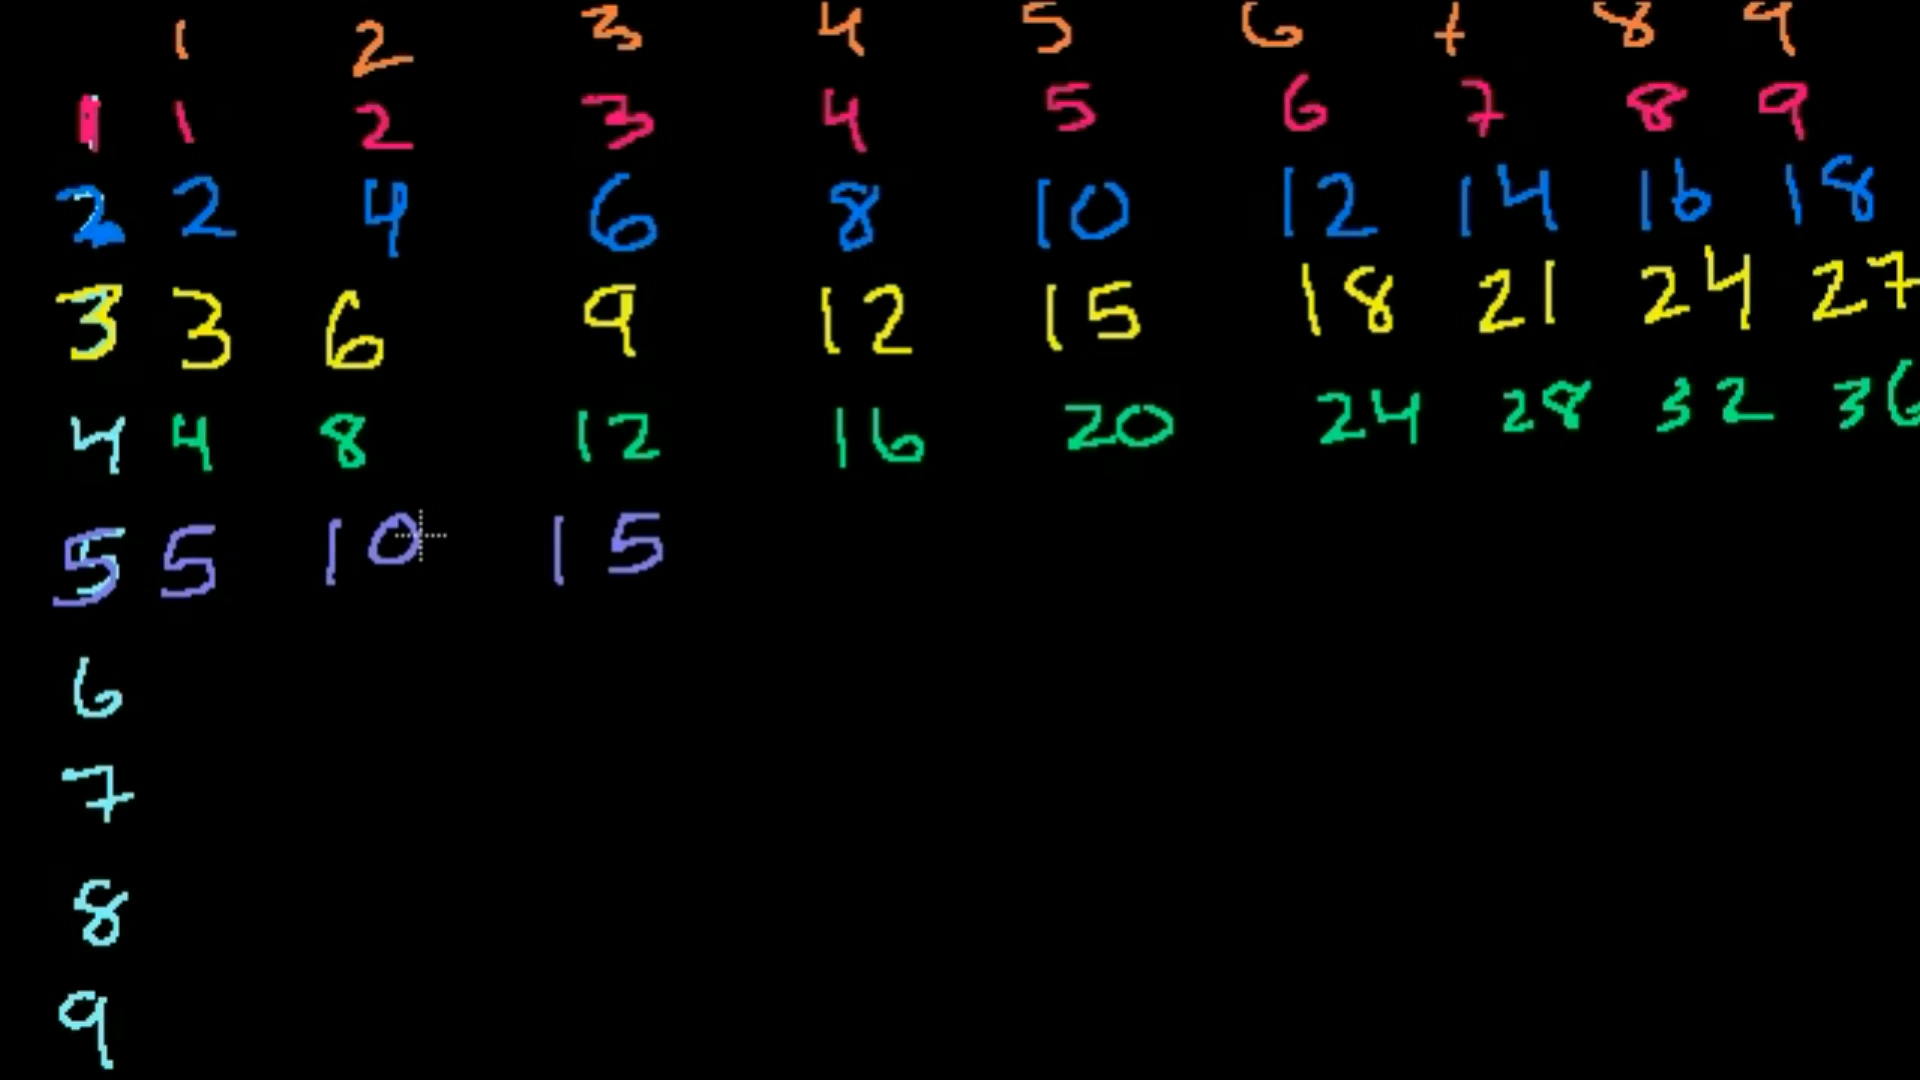 1 2 3 4 5 6 7 8 9
1 1 2 3 4 5 6 7 8 9
2 2 4 6 8 10 12 14 16 18
3 3 6 9 12 15 18 21 24 27
4 4 8 12 16 20 24 28 32 36
5 5 10 15
6
7
8
9